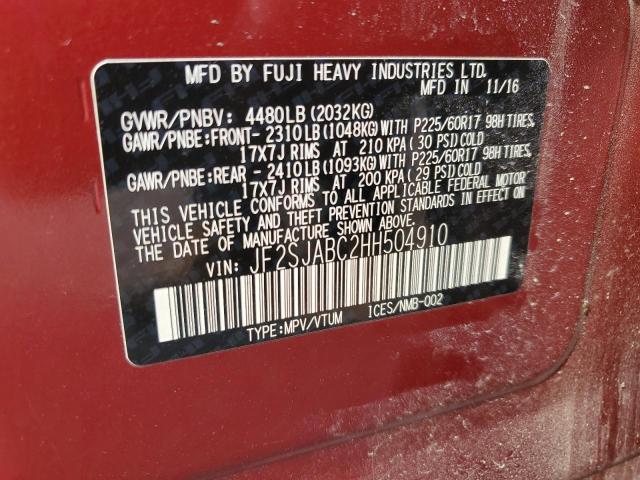 MFD BY FUJI HEAVY INDUSTRIES LTD.
MFD IN 11/16
GVWR/PNBV: 4480LB (2032KG)
GAWR/PNBE:FRONT- 2310LB (1048KG) WITH P225/60R17 98H TIRES,
17X7J RIMS AT 210 KPA ( 30 PSI) COLD
GAWR/PNBE:REAR - 2410LB (1093KG) WITH P225/60R17 98H TIRES,
17X7J RIMS AT 200 KPA ( 29 PSI) COLD
THIS VEHICLE CONFORMS TO ALL APPLICABLE FEDERAL MOTOR
VEHICLE SAFETY AND THEFT PREVENTION STANDARDS IN EFFECT
ON THE DATE OF MANUFACTURE SHOWN ABOVE.
VIN: JF2SJABC2HH504910
TYPE:MPV/VTUM ICES/NMB-002